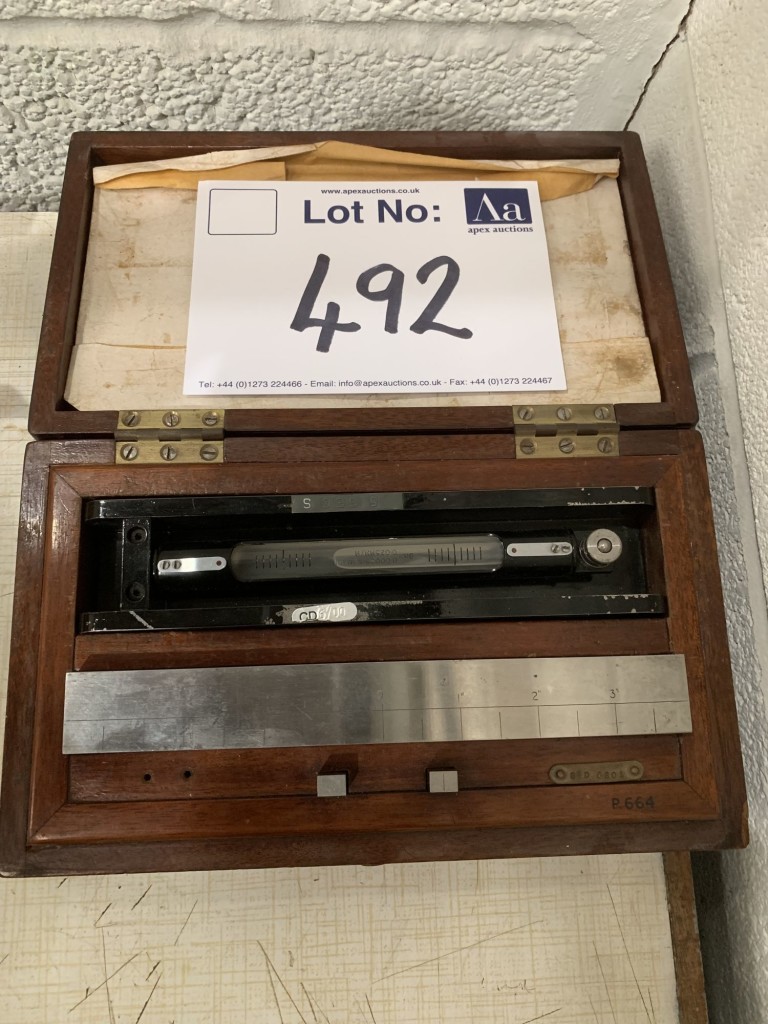 www.apexauctions.co.uk
Lot No:
Aa
apex auctions
492
Tel: +44 (0)1273 224466 - Email: info@apexauctions.co.uk - Fax: +44 (0)1273 224467
S
CD5700
1" 2" 3"
P.664